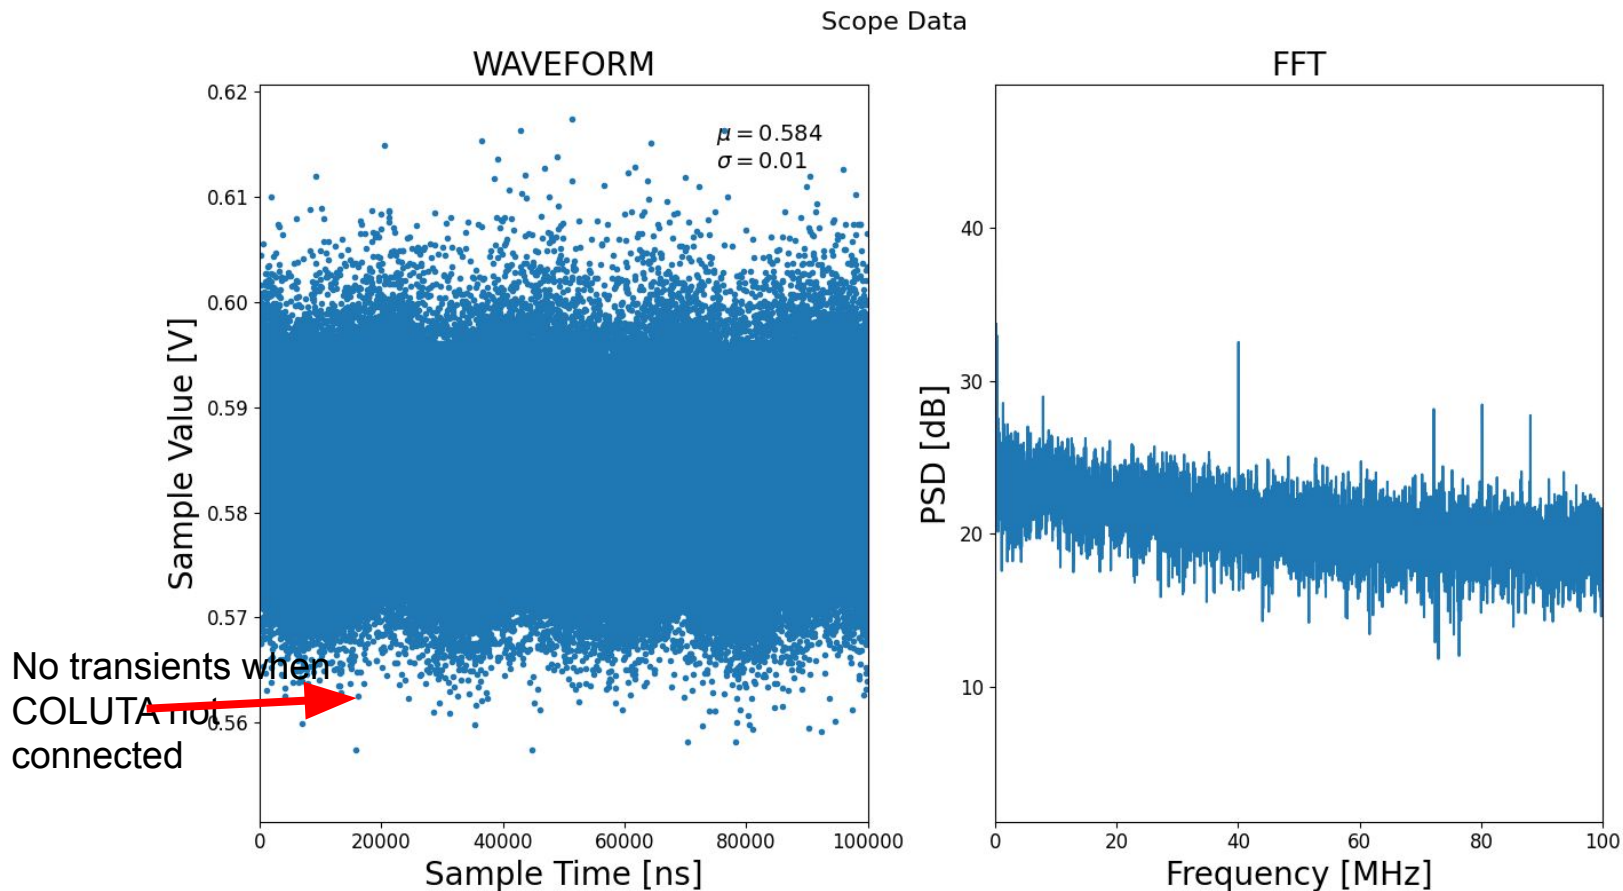 Scope Data
WAVEFORM
μ = 0.584
σ = 0.01
0.62
0.61
0.60
0.59
0.58
0.57
0.56
Sample Value [V]
0 20000 40000 60000 80000 100000
Sample Time [ns]
No transients when
COLUTA not
connected
FFT
40
30
20
10
PSD [dB]
0 20 40 60 80 100
Frequency [MHz]